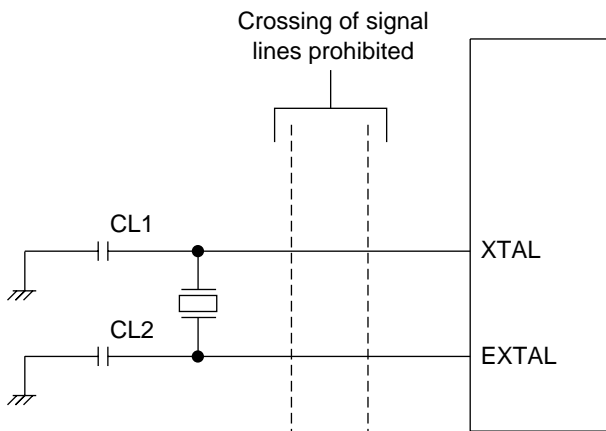 Crossing of signal
lines prohibited
CL1
XTAL
CL2
EXTAL